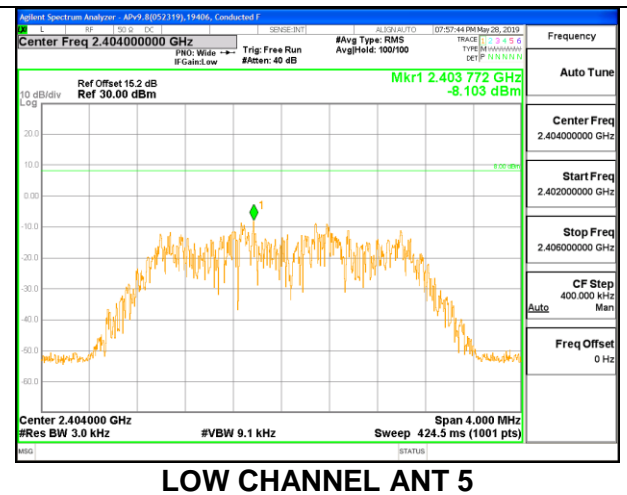 Agilent Spectrum Analyzer - APv9.8(052319),19406, Conducted F
L RF 50 Ω DC SENSE:INT ALIGN AUTO 07:57:44 PM May 28, 2019
Center Freq 2.404000000 GHz
PNO: Wide
IFGain:Low
Trig: Free Run
#Atten: 40 dB
#Avg Type: RMS
Avg|Hold: 100/100
TRACE 1 2 3 4 5 6
TYPE M WWWWW
DET P N N N N N
Frequency
Auto Tune
Center Freq
2.404000000 GHz
Start Freq
2.402000000 GHz
Stop Freq
2.406000000 GHz
CF Step
400.000 kHz
Auto Man
Freq Offset
0 Hz
Ref Offset 15.2 dB
Ref 30.00 dBm
10 dB/div
Log
Mkr1 2.403 772 GHz
-8.103 dBm
20.0
10.0
8.00 dBm
0.00
1
-10.0
-20.0
-30.0
-40.0
-50.0
-60.0
Center 2.404000 GHz
#Res BW 3.0 kHz
#VBW 9.1 kHz
Span 4.000 MHz
Sweep 424.5 ms (1001 pts)
MSG STATUS
LOW CHANNEL ANT 5